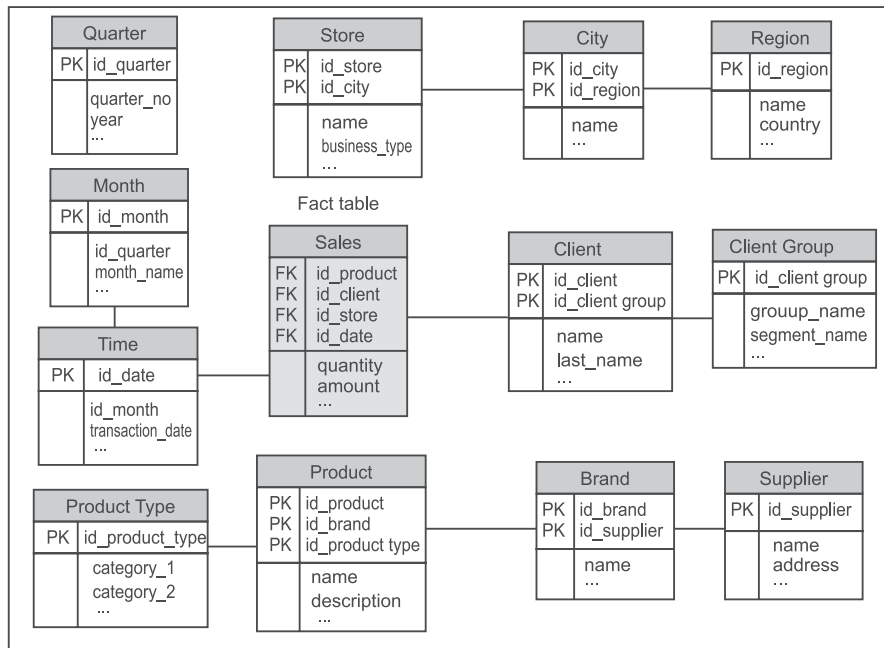 Quarter
PK id_quarter
quarter_no
year
...
Store
PK id_store
PK id_city
name
business_type
...
City
PK id_city
PK id_region
name
...
Region
PK id_region
name
country
...
Month
PK id_month
id_quarter
month_name
...
Fact table
Sales
FK id_product
FK id_client
FK id_store
FK id_date
quantity
amount
...
Client
PK id_client
PK id_client group
name
last_name
...
Client Group
PK id_client group
grouup_name
segment_name
...
Time
PK id_date
id_month
transaction_date
...
Product Type
PK id_product_type
category_1
category_2
...
Product
PK id_product
PK id_brand
PK id_product type
name
description
...
Brand
PK id_brand
PK id_supplier
name
...
Supplier
PK id_supplier
name
address
...